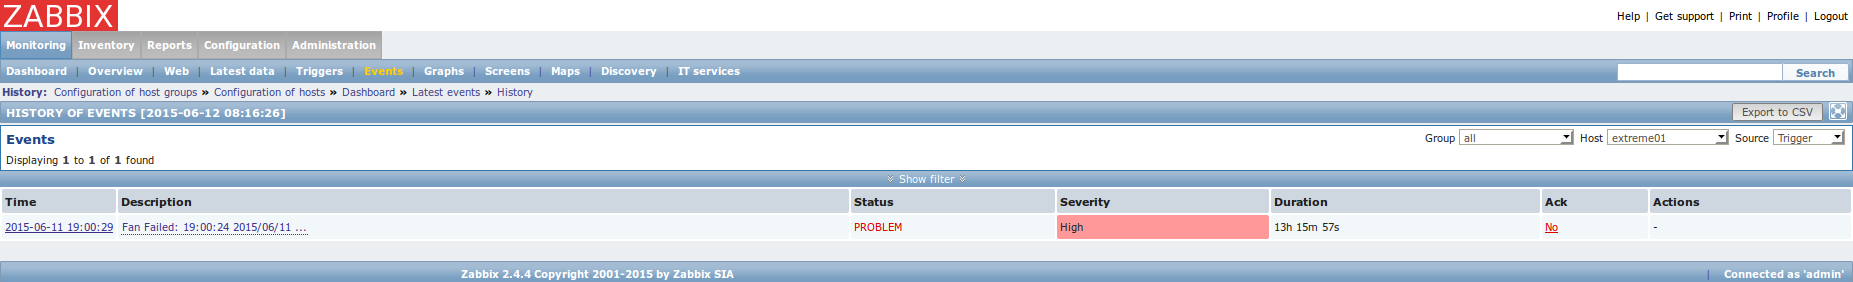 ZABBIX
Help | Get support | Print | Profile | Logout
Monitoring Inventory Reports Configuration Administration
Dashboard | Overview | Web | Latest data | Triggers | Events | Graphs | Screens | Maps | Discovery | IT services Search
History: Configuration of host groups » Configuration of hosts » Dashboard » Latest events » History
HISTORY OF EVENTS [2015-06-12 08:16:26] Export to CSV
Events Group all Host extreme01 Source Trigger
Displaying 1 to 1 of 1 found
Show filter
Time Description Status Severity Duration Ack Actions
2015-06-11 19:00:29 Fan Failed: 19:00:24 2015/06/11 ... PROBLEM High 13h 15m 57s No -
Zabbix 2.4.4 Copyright 2001-2015 by Zabbix SIA | Connected as 'admin'